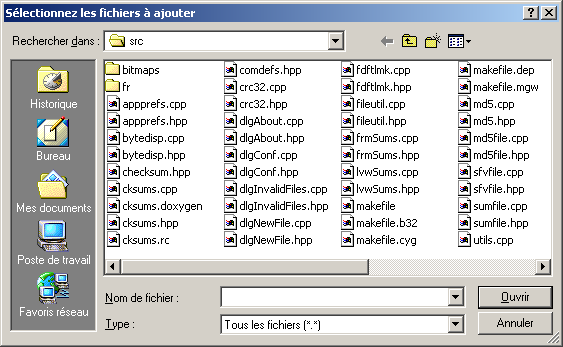 Sélectionnez les fichiers à ajouter
Rechercher dans :
src
Historique
Bureau
Mes documents
Poste de travail
Favoris réseau
bitmaps
fr
appprefs.cpp
appprefs.hpp
bytedisp.cpp
bytedisp.hpp
checksum.hpp
cksums.cpp
cksums.doxygen
cksums.hpp
cksums.rc
comdefs.hpp
crc32.cpp
crc32.hpp
dlgAbout.cpp
dlgAbout.hpp
dlgConf.cpp
dlgConf.hpp
dlgInvalidFiles.cpp
dlgInvalidFiles.hpp
dlgNewFile.cpp
dlgNewFile.hpp
fdftlmk.cpp
fdftlmk.hpp
fileutil.cpp
fileutil.hpp
frmSums.cpp
frmSums.hpp
lvwSums.cpp
lvwSums.hpp
makefile
makefile.b32
makefile.cyg
makefile.dep
makefile.mgw
md5.cpp
md5.hpp
md5file.cpp
md5file.hpp
sfvfile.cpp
sfvfile.hpp
sumfile.cpp
sumfile.hpp
utils.cpp
Nom de fichier :
Ouvrir
Type :
Tous les fichiers (*.*)
Annuler